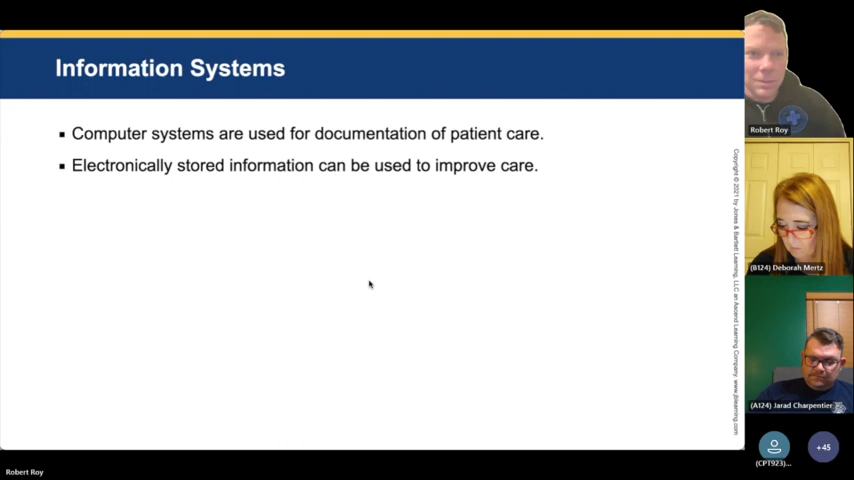 Information Systems
▪ Computer systems are used for documentation of patient care.
▪ Electronically stored information can be used to improve care.
Copyright © 2021 by Jones & Bartlett Learning, LLC an Ascend Learning Company. www.jblearning.com
Robert Roy
(B124) Deborah Mertz
(A124) Jarad Charpentier
(CPT923)...
+45
Robert Roy